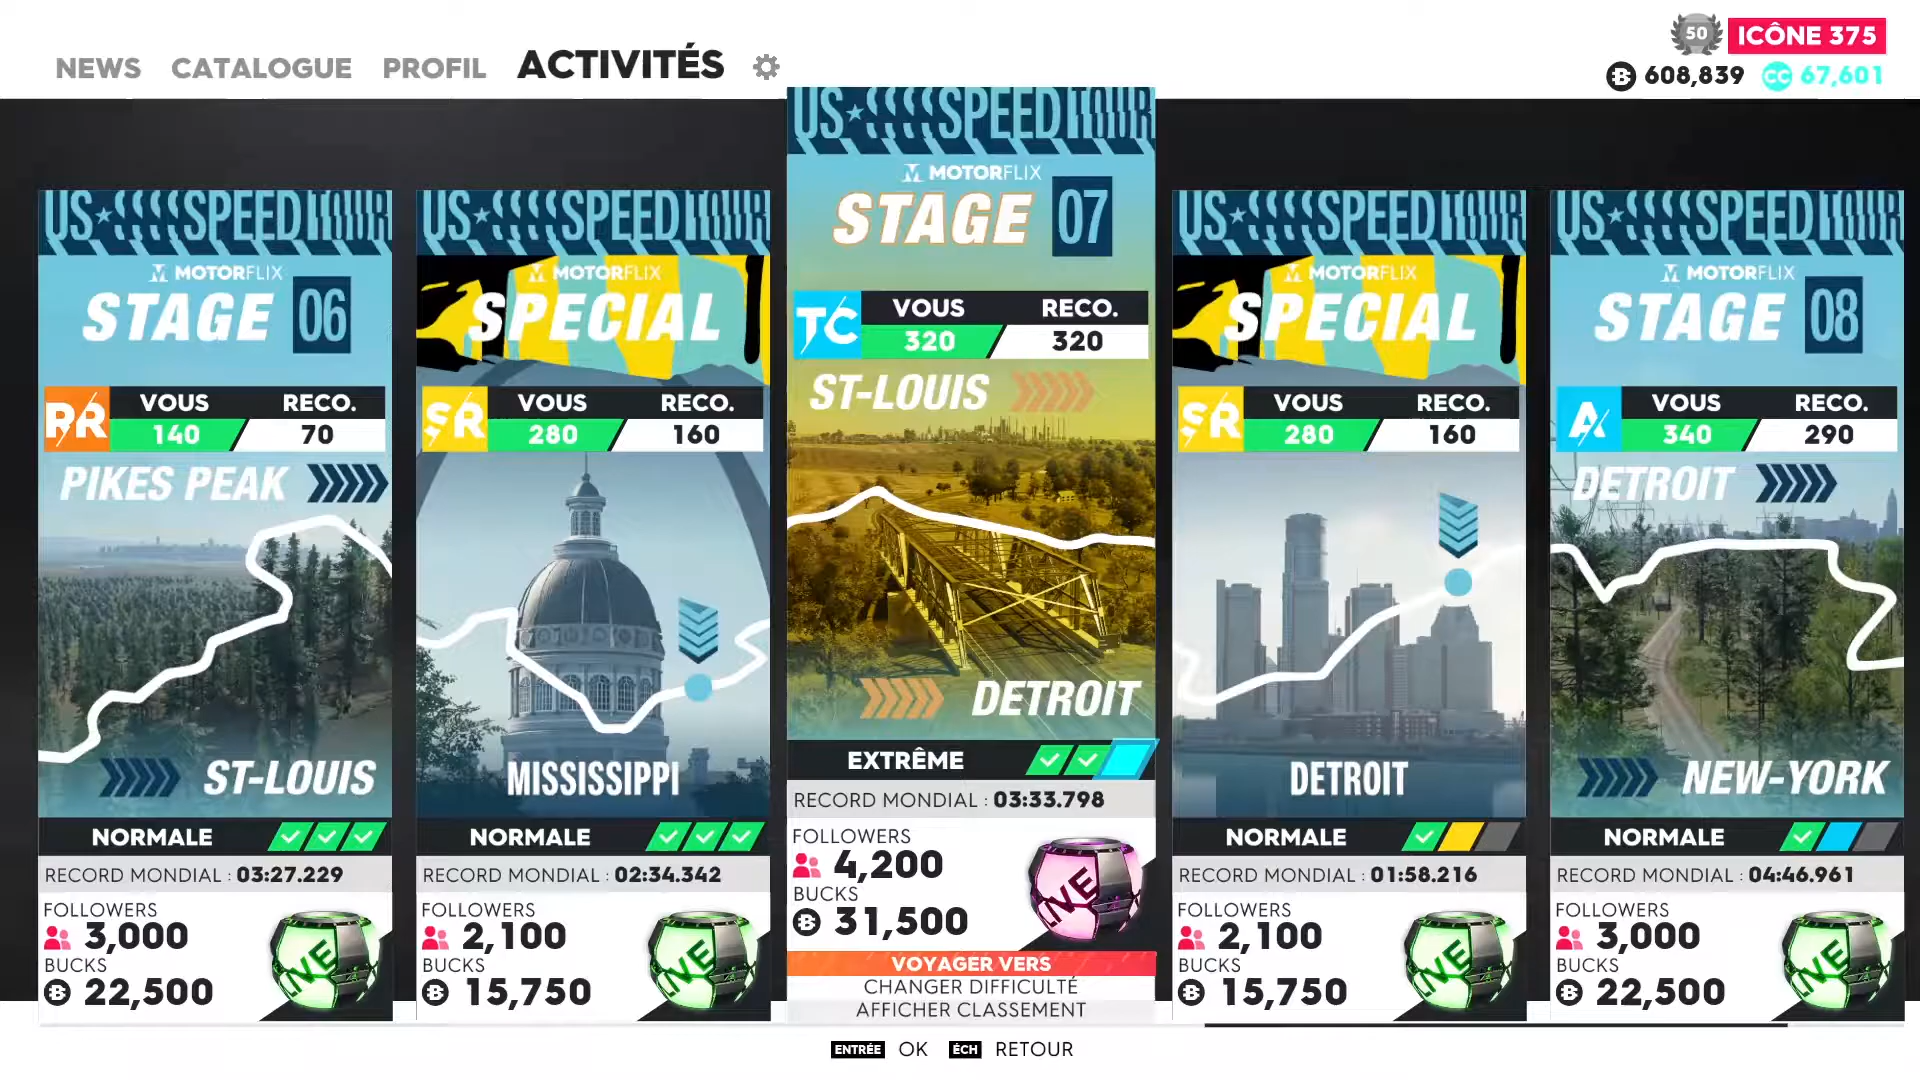 NEWS CATALOGUE PROFIL ACTIVITÉS
50 ICÔNE 375
608,839 CC 67,601
US SPEED TOUR
MOTORFLIX
STAGE 06
RR VOUS RECO.
140 70
PIKES PEAK
ST-LOUIS
NORMALE
RECORD MONDIAL : 03:27.229
FOLLOWERS
3,000
BUCKS
22,500
LIVE
US SPEED TOUR
MOTORFLIX
SPECIAL
SR VOUS RECO.
280 160
MISSISSIPPI
NORMALE
RECORD MONDIAL : 02:34.342
FOLLOWERS
2,100
BUCKS
15,750
LIVE
US SPEED TOUR
MOTORFLIX
STAGE 07
TC VOUS RECO.
320 320
ST-LOUIS
DETROIT
EXTRÊME
RECORD MONDIAL : 03:33.798
FOLLOWERS
4,200
BUCKS
31,500
LIVE
VOYAGER VERS
CHANGER DIFFICULTÉ
AFFICHER CLASSEMENT
US SPEED TOUR
MOTORFLIX
SPECIAL
SR VOUS RECO.
280 160
DETROIT
NORMALE
RECORD MONDIAL : 01:58.216
FOLLOWERS
2,100
BUCKS
15,750
LIVE
US SPEED TOUR
MOTORFLIX
STAGE 08
A VOUS RECO.
340 290
DETROIT
NEW-YORK
NORMALE
RECORD MONDIAL : 04:46.961
FOLLOWERS
3,000
BUCKS
22,500
LIVE
ENTRÉE OK ÉCH RETOUR